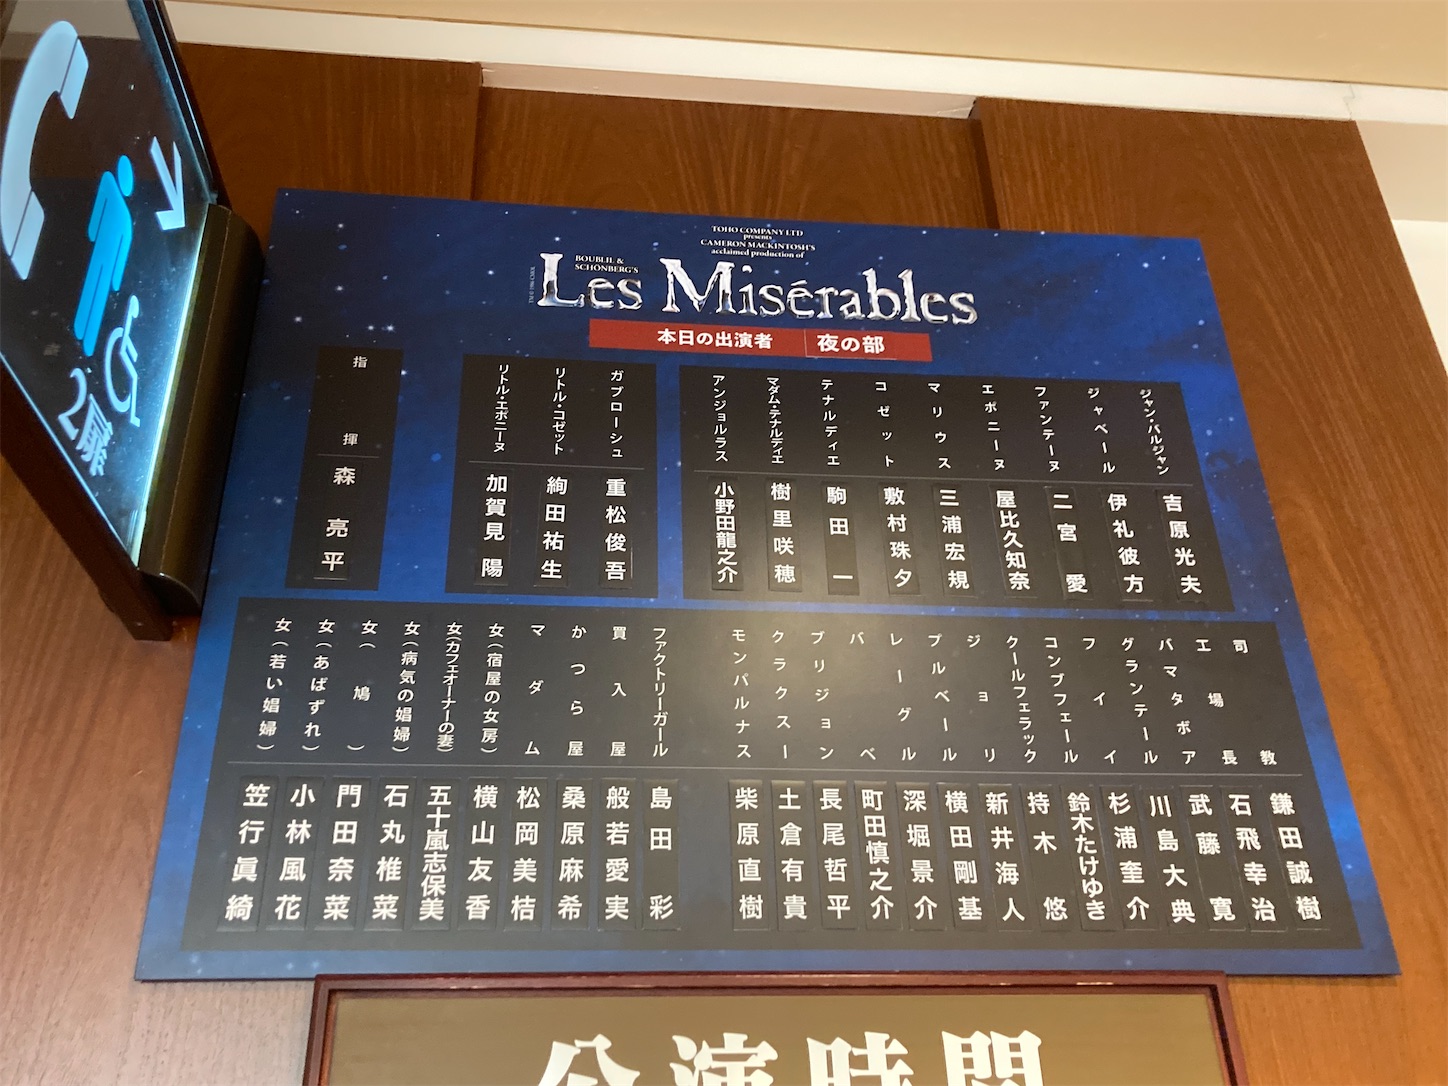 TOHO COMPANY LTD
presents
CAMERON MACKINTOSH'S
acclaimed production of
BOUBLIL &
SCHÖNBERG'S
Les Misérables
本日の出演者 夜の部
ジャン・バルジャン 吉原光夫
ジャベール 伊礼彼方
ファンテーヌ 二宮愛
エポニーヌ 屋比久知奈
マリウス 三浦宏規
コゼット 敷村珠夕
テナルディエ 駒田一
マダム・テナルディエ 樹里咲穂
アンジョルラス 小野田龍之介
ガブローシュ 重松俊吾
リトル・コゼット 絢田祐生
リトル・エポニーヌ 加賀見陽
指揮 森亮平
司教 鎌田誠樹
工場長 石飛幸治
バマタボア 武藤寛
グランテール 川島大典
フイイ 杉浦奎介
コンブフェール 鈴木たけゆき
クールフェラック 持木悠
ジョリ 新井海人
プルベール 横田剛基
レーグル 深堀景介
バベ 町田慎之介
ブリジョン 長尾哲平
クラクスー 土倉有貴
モンパルナス 柴原直樹
ファクトリーガール 島田彩
買入屋 般若愛実
かつら屋 桑原麻希
マダム 松岡美桔
女(宿屋の女房) 横山友香
女(カフェオーナーの妻) 五十嵐志保美
女(病気の娼婦) 石丸椎菜
女(鳩) 門田奈菜
女(あばずれ) 小林風花
女(若い娼婦) 笠行眞綺
公演時間